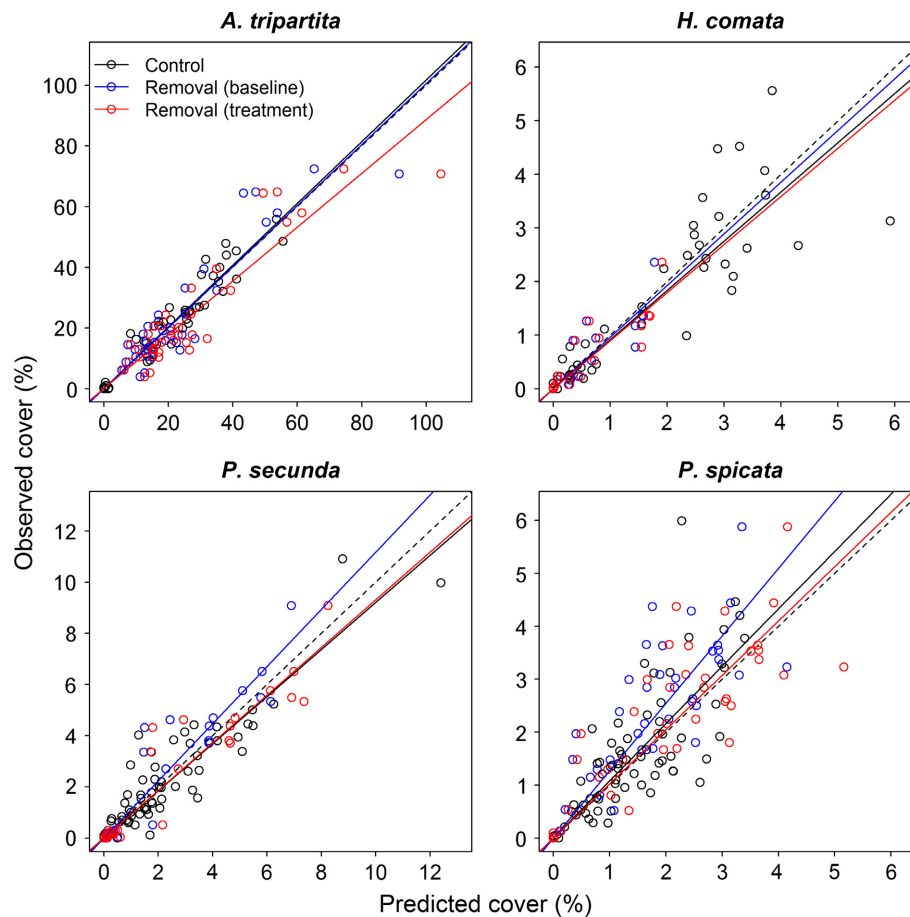 A. tripartita
H. comata
Control
Removal (baseline)
Removal (treatment)
100
80
60
40
20
0
0 20 40 60 80 100
6
5
4
3
2
1
0
0 1 2 3 4 5 6
P. secunda
P. spicata
12
10
8
6
4
2
0
0 2 4 6 8 10 12
6
5
4
3
2
1
0
0 1 2 3 4 5 6
Observed cover (%)
Predicted cover (%)